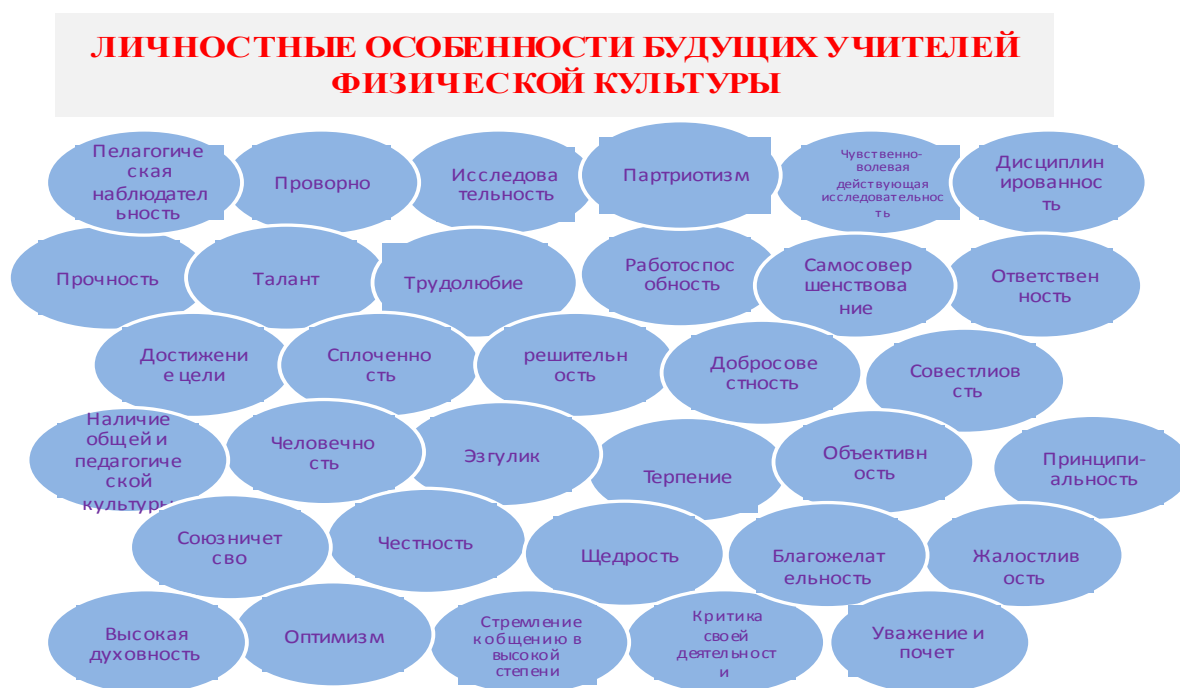 ЛИЧНОСТНЫЕ ОСОБЕННОСТИ БУДУЩИХ УЧИТЕЛЕЙ
ФИЗИЧЕСКОЙ КУЛЬТУРЫ
Пелагогиче
ская
наблюдател
ьность
Проворно
Исследова
тельность
Партриотизм
Чувственно-
волевая
действующая
исследовательнос
ть
Дисциплин
ированнос
ть
Прочность
Талант
Трудолюбие
Работоспос
обность
Самосовер
шенствова
ние
Ответствен
ность
Достижени
е цели
Сплоченно
сть
решительн
ость
Добросове
стность
Совестлиов
сть
Наличие
общей и
педагогиче
ской
культуры
Человечно
сть
Эзгулик
Терпение
Объективн
ость
Принципи-
альность
Союзничет
сво
Честность
Щедрость
Благожелат
ельность
Жалостлив
ость
Высокая
духовность
Оптимизм
Стремление
к общению в
высокой
степени
Критика
своей
деятельност
и
Уважение и
почет